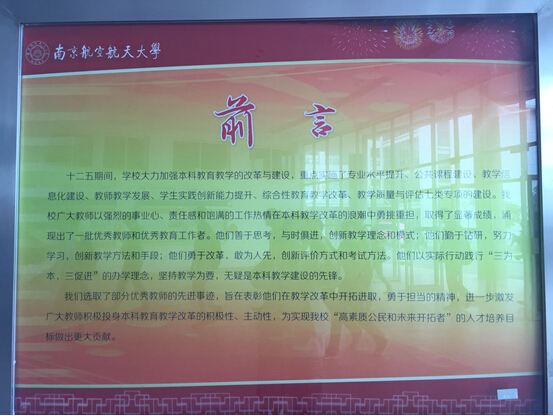 南京航空航天大學
前言
十二五期间，学校大力加强本科教育教学的改革与建设，重点实施了专业水平提升、公共课程建设、教学信
息化建设、教师教学发展、学生实践创新能力提升、综合性教育教学改革、教学质量与评估七类专项的建设。我
校广大教师以强烈的事业心、责任感和饱满的工作热情在本科教学改革的浪潮中勇挑重担，取得了显著成绩，涌
现出了一批优秀教师和优秀教育工作者。他们善于思考，与时俱进，创新教学理念和模式；他们勤于钻研，努力
学习，创新教学方法和手段；他们勇于改革，敢为人先，创新评价方式和考试方法。他们以实际行动践行“三为
本，三促进”的办学理念，坚持教学为要，无疑是本科教学建设的先锋。
我们选取了部分优秀教师的先进事迹，旨在表彰他们在教学改革中开拓进取，勇于担当的精神，进一步激发
广大教师积极投身本科教育教学改革的积极性、主动性，为实现我校“高素质公民和未来开拓者”的人才培养目
标做出更大贡献。